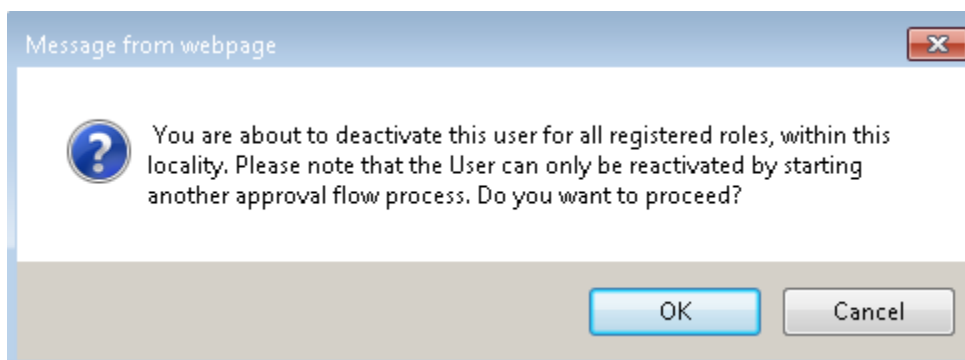 Message from webpage
You are about to deactivate this user for all registered roles, within this
locality. Please note that the User can only be reactivated by starting
another approval flow process. Do you want to proceed?
OK
Cancel